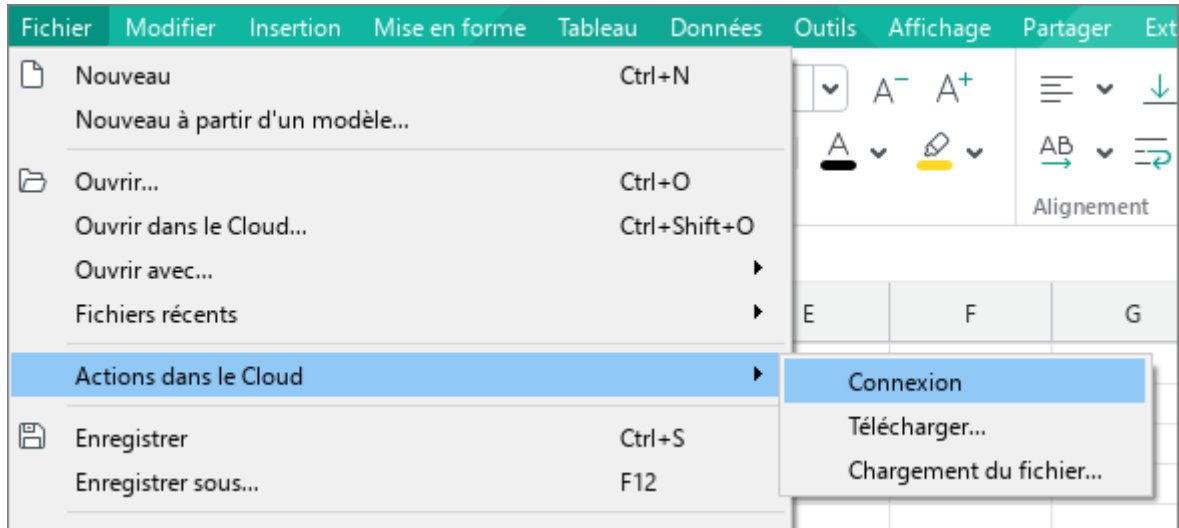 Fichier Modifier Insertion Mise en forme Tableau Données Outils Affichage Partager Ext
Nouveau Ctrl+N
Nouveau à partir d'un modèle...
Ouvrir... Ctrl+O
Ouvrir dans le Cloud... Ctrl+Shift+O
Ouvrir avec...
Fichiers récents
Actions dans le Cloud
Enregistrer Ctrl+S
Enregistrer sous... F12
Connexion
Télécharger...
Chargement du fichier...
A- A+
A AB
Alignement
E F G